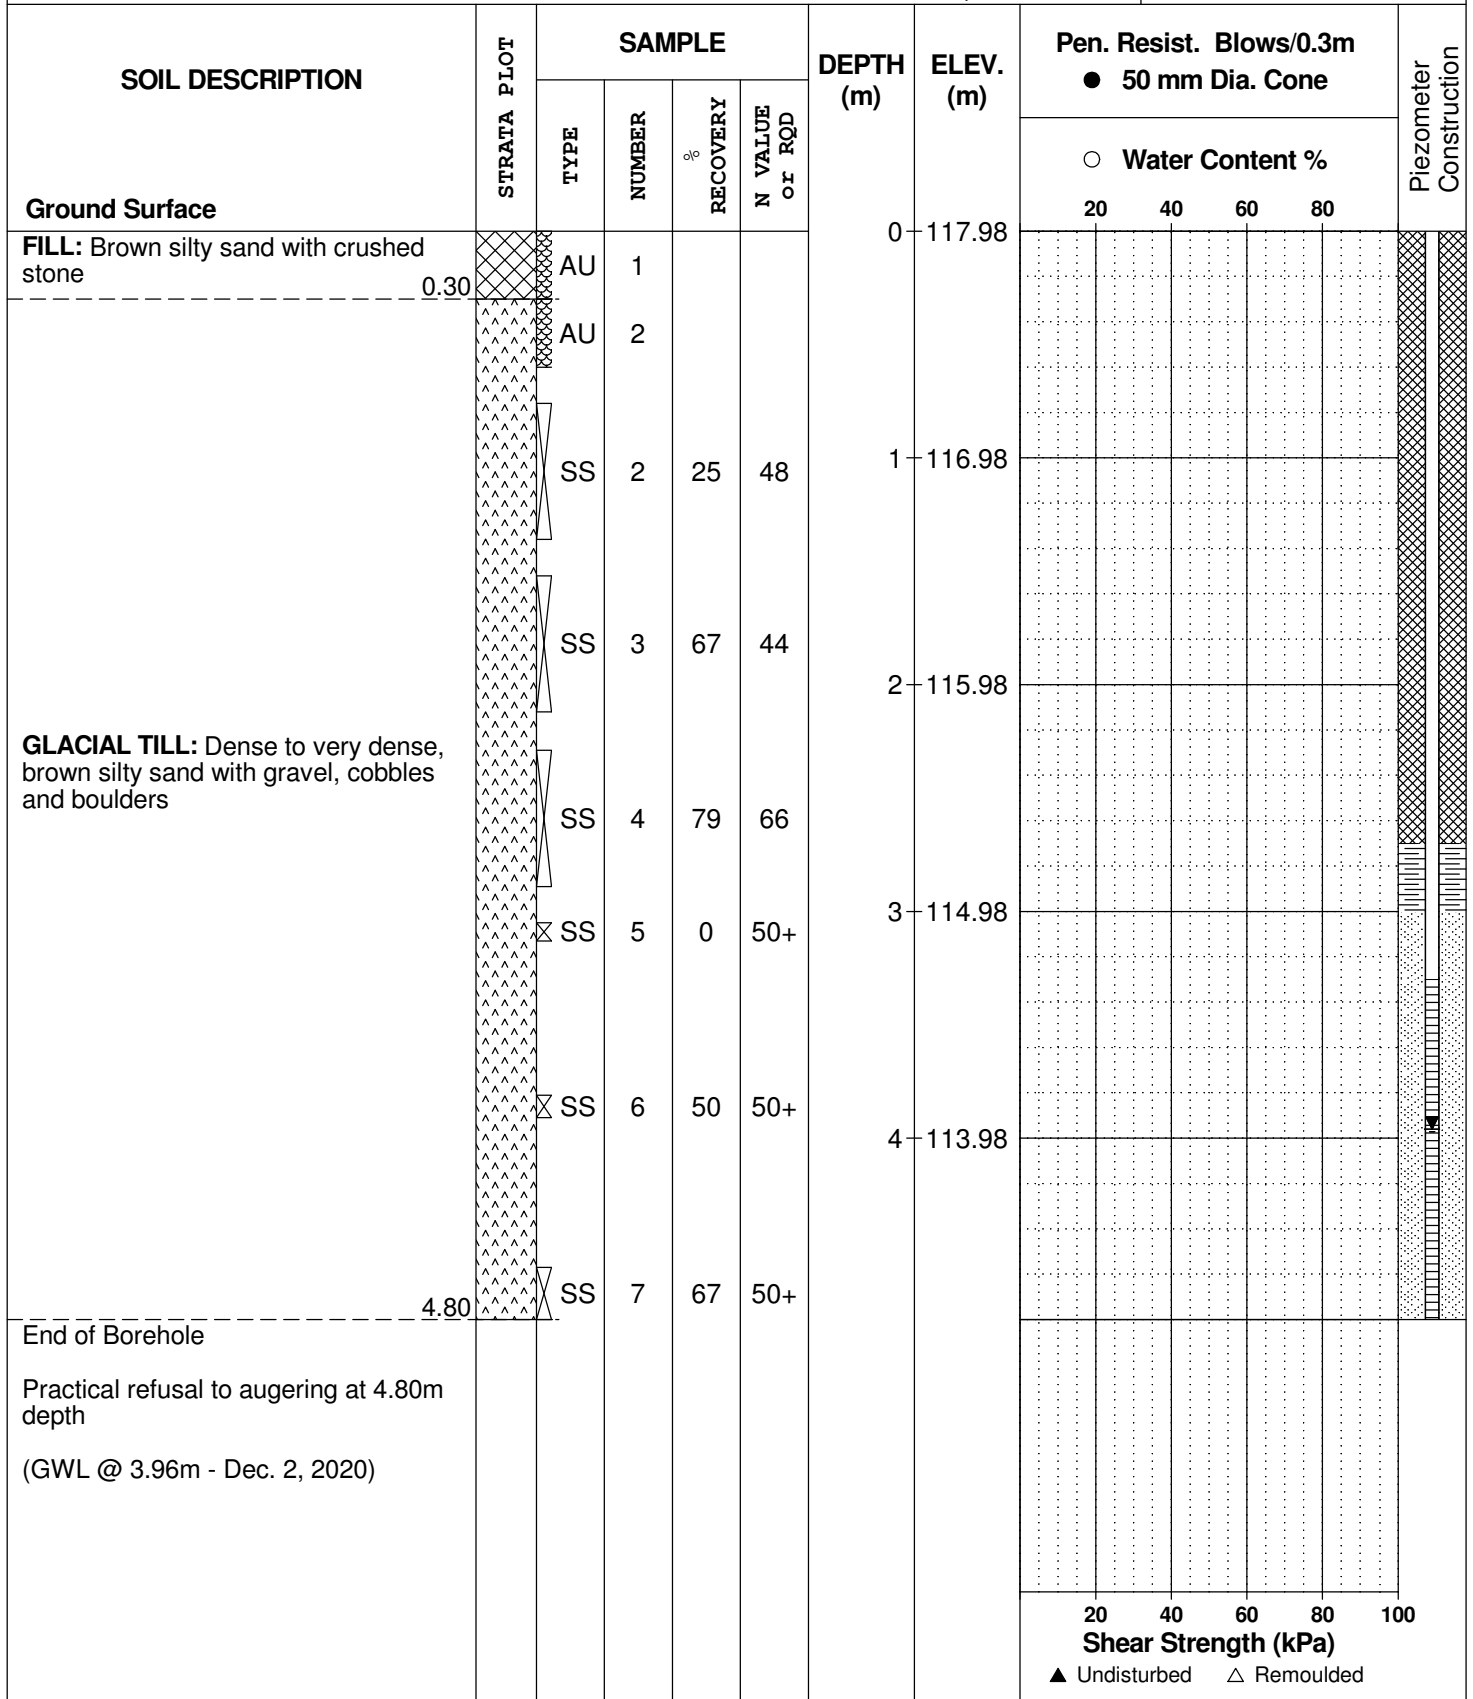 SOIL DESCRIPTION
Ground Surface
STRATA PLOT
SAMPLE
TYPE
NUMBER
% RECOVERY
N VALUE or RQD
DEPTH (m)
ELEV. (m)
Pen. Resist. Blows/0.3m
● 50 mm Dia. Cone
○ Water Content %
20 40 60 80
Piezometer
Construction
0 117.98
FILL: Brown silty sand with crushed
stone
0.30
AU 1
AU 2
SS 2 25 48
1 116.98
SS 3 67 44
2 115.98
GLACIAL TILL: Dense to very dense,
brown silty sand with gravel, cobbles
and boulders
SS 4 79 66
3 114.98
SS 5 0 50+
SS 6 50 50+
4 113.98
SS 7 67 50+
4.80
End of Borehole
Practical refusal to augering at 4.80m
depth
(GWL @ 3.96m - Dec. 2, 2020)
20 40 60 80 100
Shear Strength (kPa)
▲ Undisturbed △ Remoulded